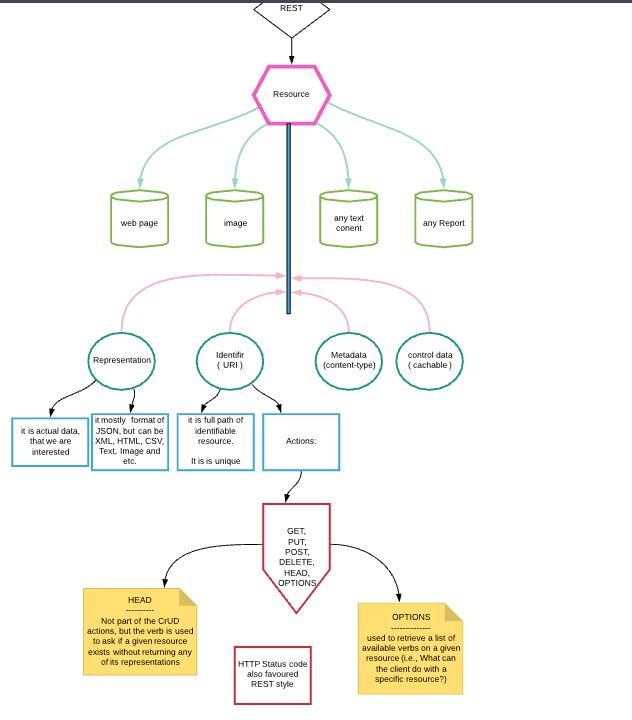 REST
Resource
web page
image
any text
conent
any Report
Representation
Identifir
( URI )
Metadata
(content-type)
control data
( cachable )
it is actual data,
that we are
interested
it mostly format of
JSON, but can be
XML, HTML, CSV,
Text, Image and
etc.
it is full path of
identifiable
resource.
It is is unique
Actions:
GET,
PUT,
POST,
DELETE,
HEAD,
OPTIONS
HEAD
----------
Not part of the CrUD
actions, but the verb is used
to ask if a given resource
exists without returning any
of its representations
OPTIONS
--------------
used to retrieve a list of
available verbs on a given
resource (i.e., What can
the client do with a
specific resource?)
HTTP Status code
also favoured
REST style